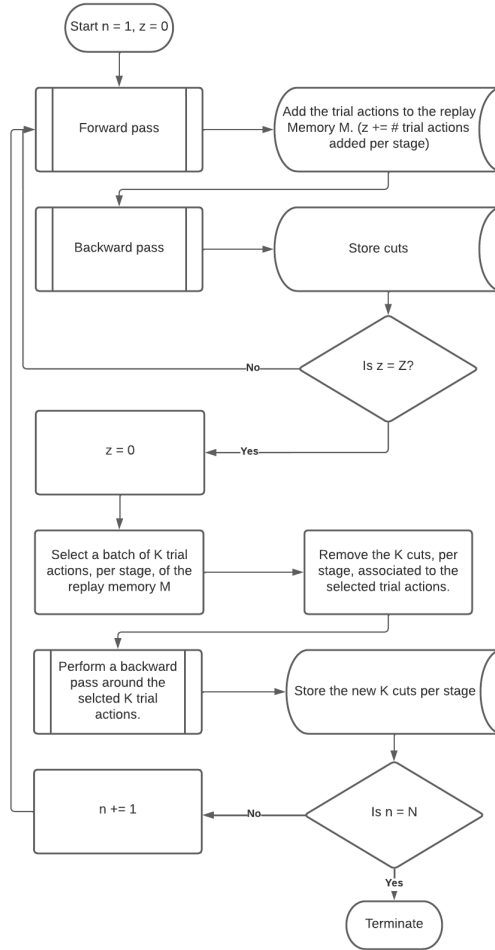 Start n = 1, z = 0
Forward pass
Add the trial actions to the replay
Memory M. (z += # trial actions
added per stage)
Backward pass
Store cuts
Is z = Z?
No
Yes
z = 0
Select a batch of K trial
actions, per stage, of the
replay memory M
Remove the K cuts, per
stage, associated to the
selected trial actions.
Perform a backward
pass around the
selcted K trial
actions.
Store the new K cuts per stage
Is n = N
No
n += 1
Yes
Terminate